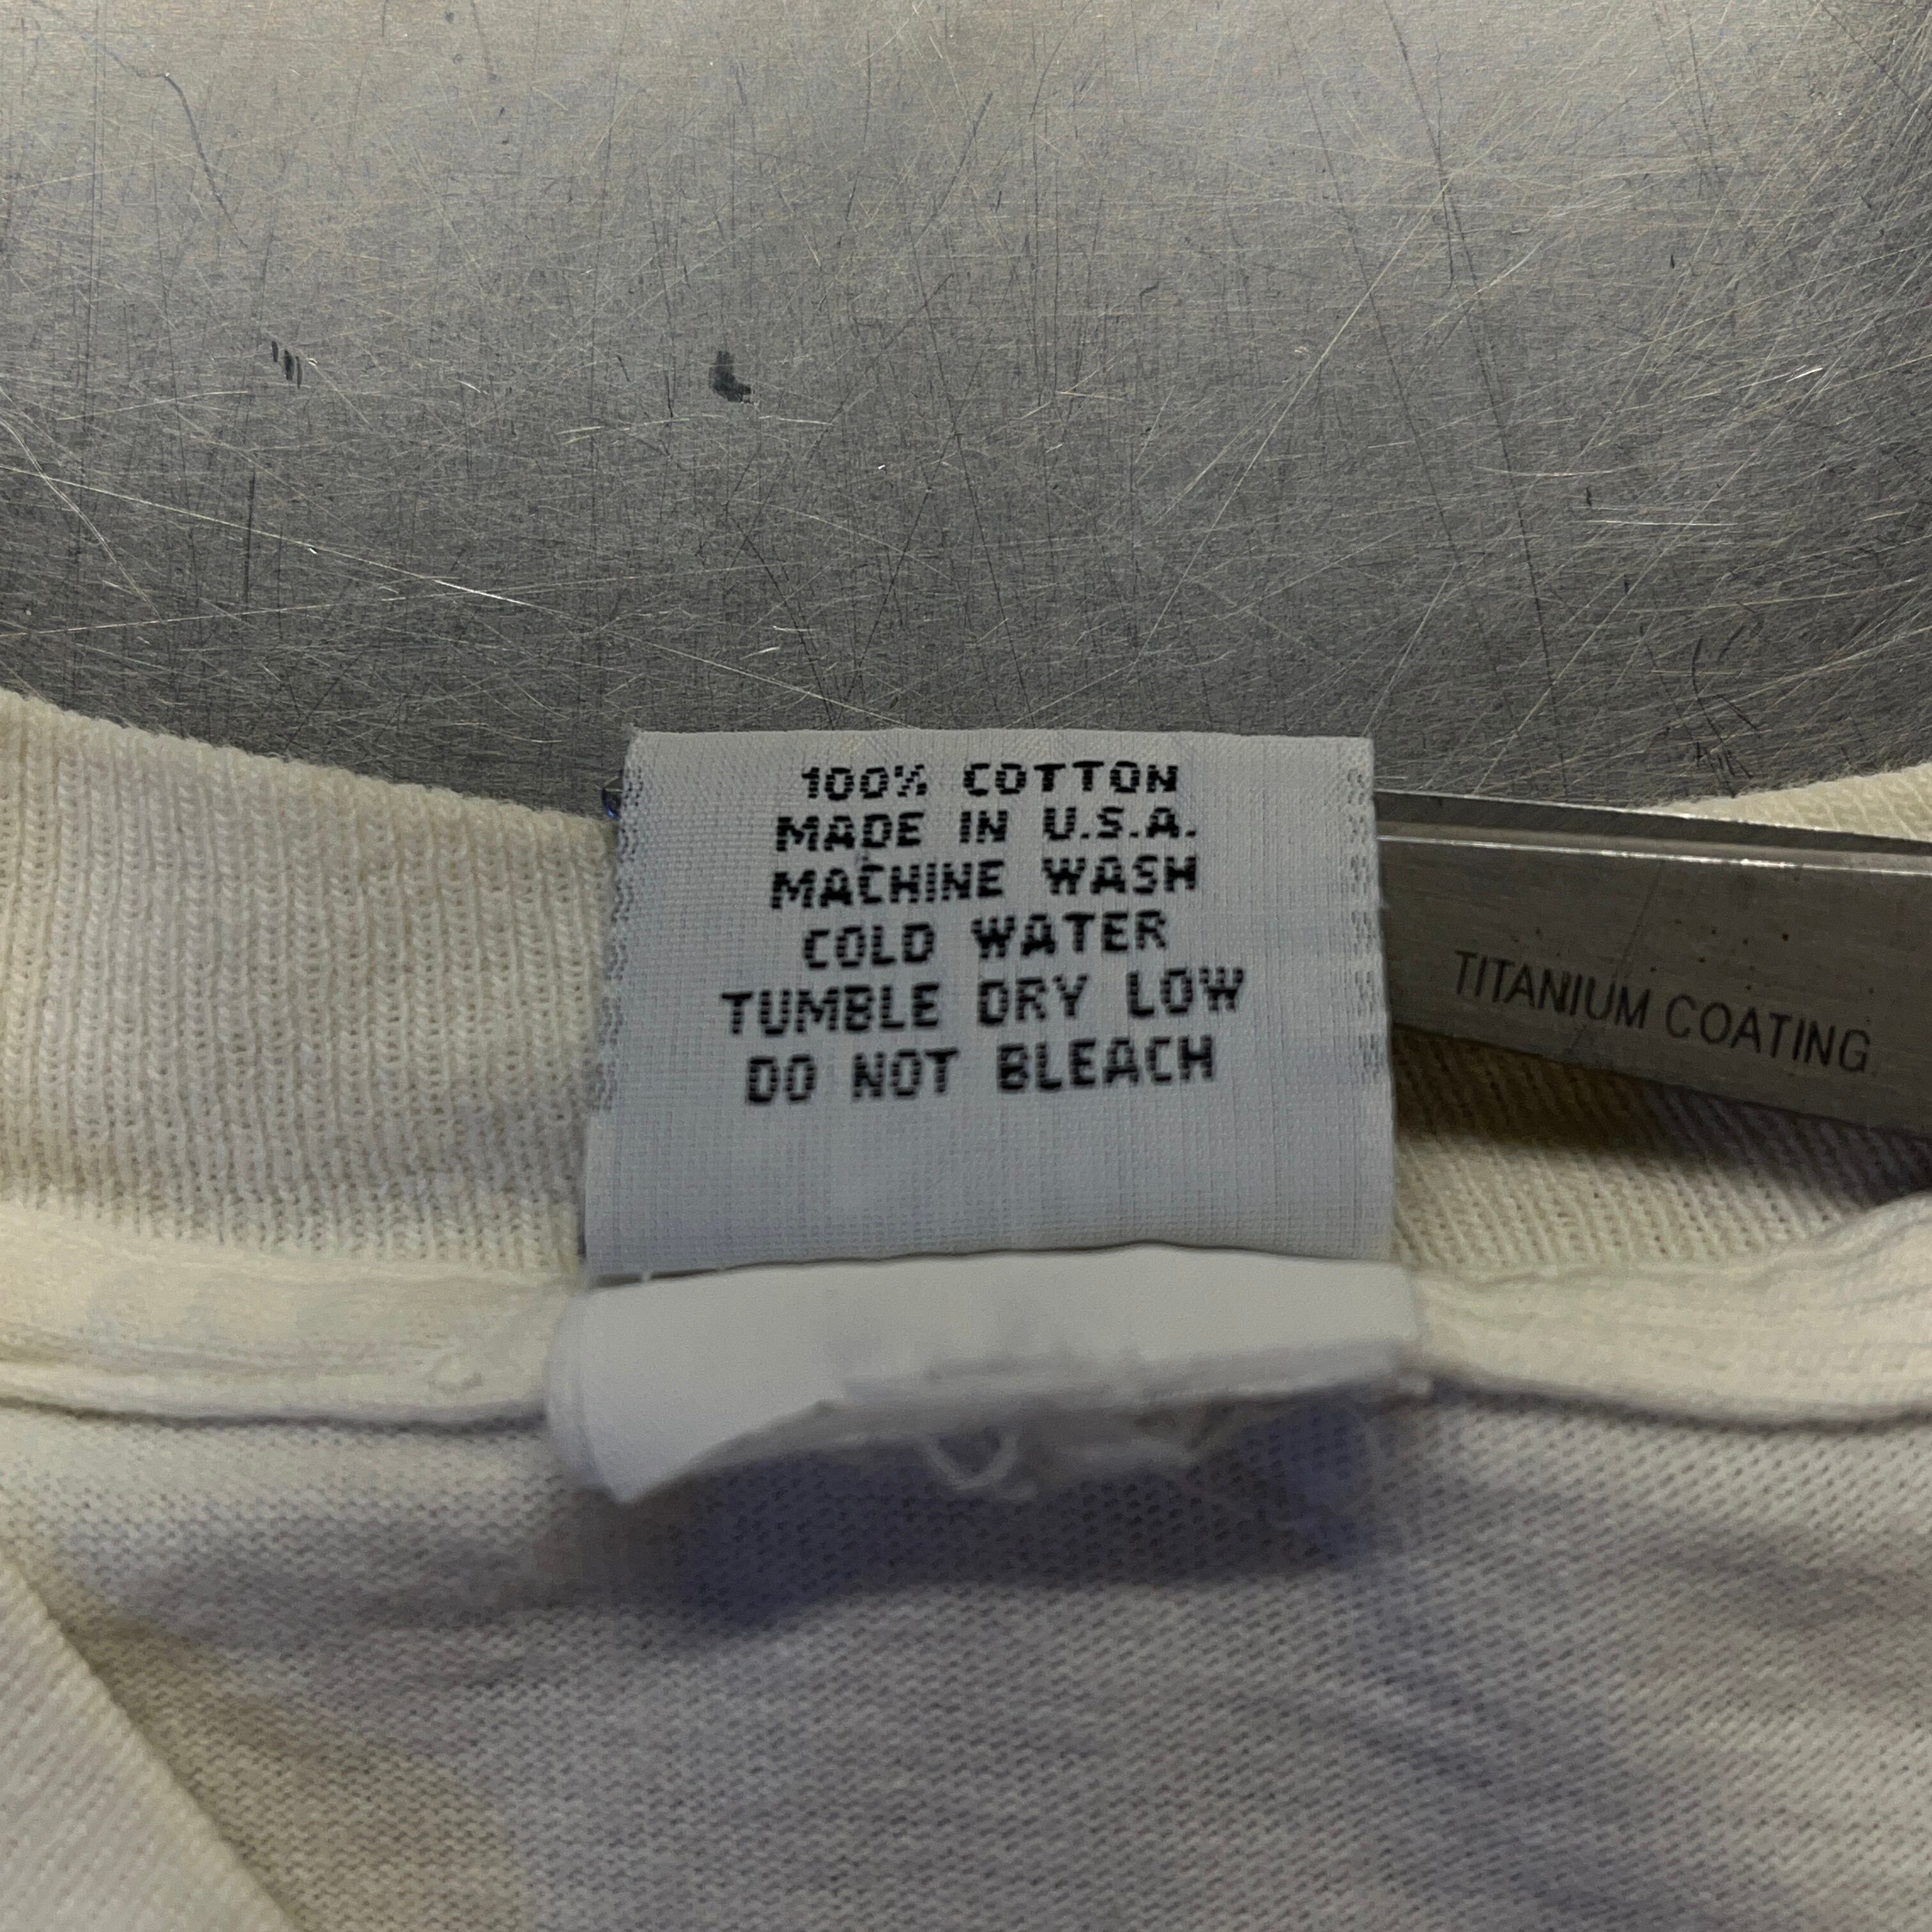 100% COTTON
MADE IN U.S.A.
MACHINE WASH
COLD WATER
TUMBLE DRY LOW
DO NOT BLEACH
TITANIUM COATING